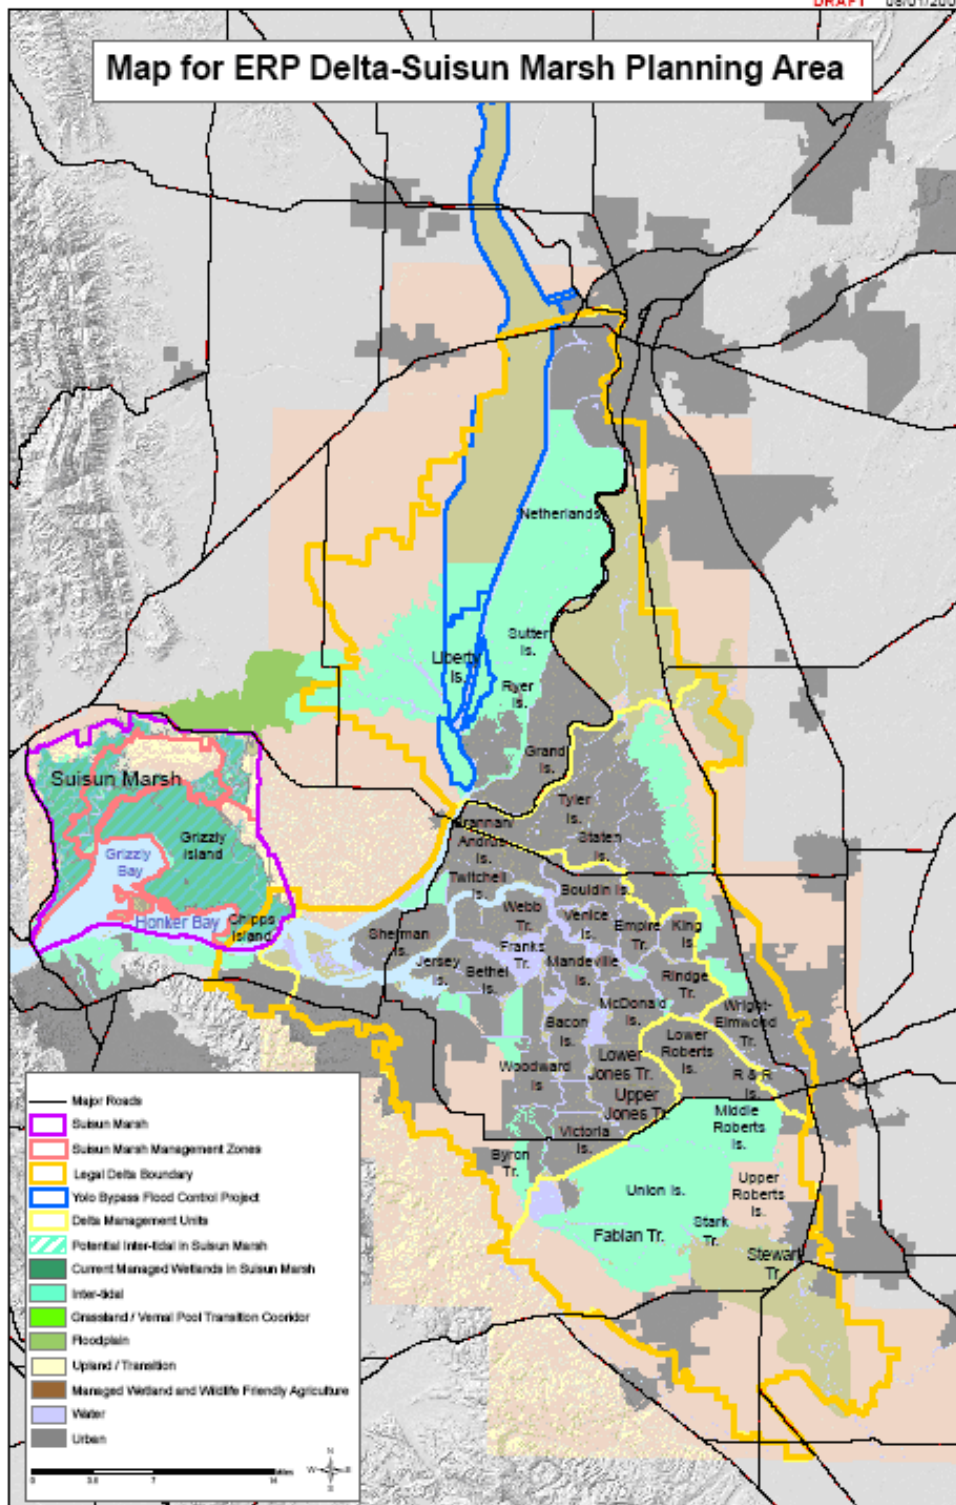 DRAFT
Map for ERP Delta-Suisun Marsh Planning Area
Netherlands
Sutter
Is.
Liberty
Is.
Ryer
Is.
Grand
Is.
Suisun Marsh
Tyler
Is.
Brannan/
Andrus
Is.
Staten
Is.
Grizzly
Island
Grizzly
Bay
Twitchell
Is.
Bouldin Is.
Honker Bay
Chipps
Island
Webb
Tr.
Venice
Is.
Empire
Tr.
King
Is.
Sherman
Is.
Franks
Tr.
Jersey
Is.
Bethel
Is.
Mandeville
Is.
Rindge
Tr.
McDonald
Is.
Wright-
Elmwood
Tr.
Bacon
Is.
Lower
Roberts
Is.
Woodward
Is
Lower
Jones Tr.
R & R
Is.
Upper
Jones Tr.
Middle
Roberts
Is.
Victoria
Is.
Byron
Tr.
Union Is.
Upper
Roberts
Is.
Stark
Tr.
Fabian Tr.
Stewart
Tr.
Major Roads
Suisun Marsh
Suisun Marsh Management Zones
Legal Delta Boundary
Yolo Bypass Flood Control Project
Delta Management Units
Potential Inter-tidal in Suisun Marsh
Current Managed Wetlands in Suisun Marsh
Inter-tidal
Grassland / Vernal Pool Transition Cooridor
Floodplain
Upland / Transition
Managed Wetland and Wildlife Friendly Agriculture
Water
Urban
N
W
E
S
Miles
0 3.5 7 14